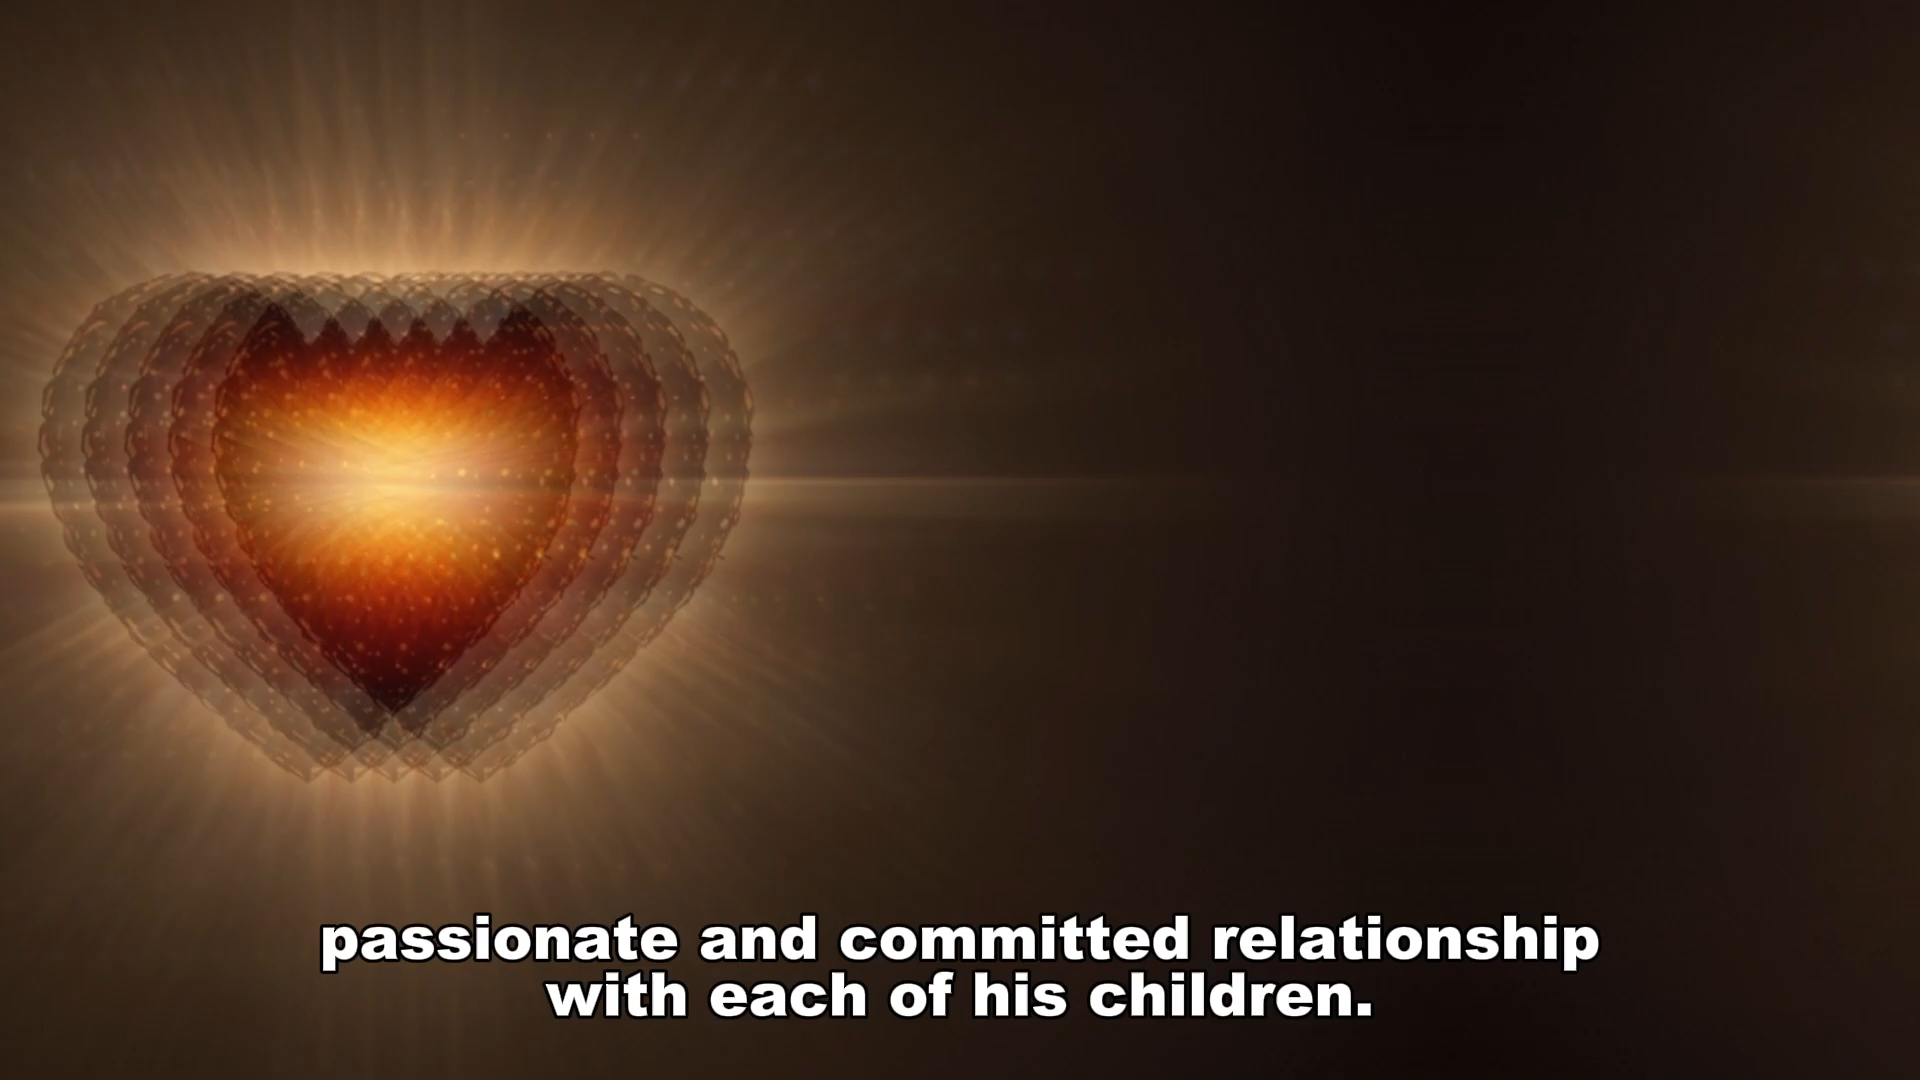 passionate and committed relationship
with each of his children.